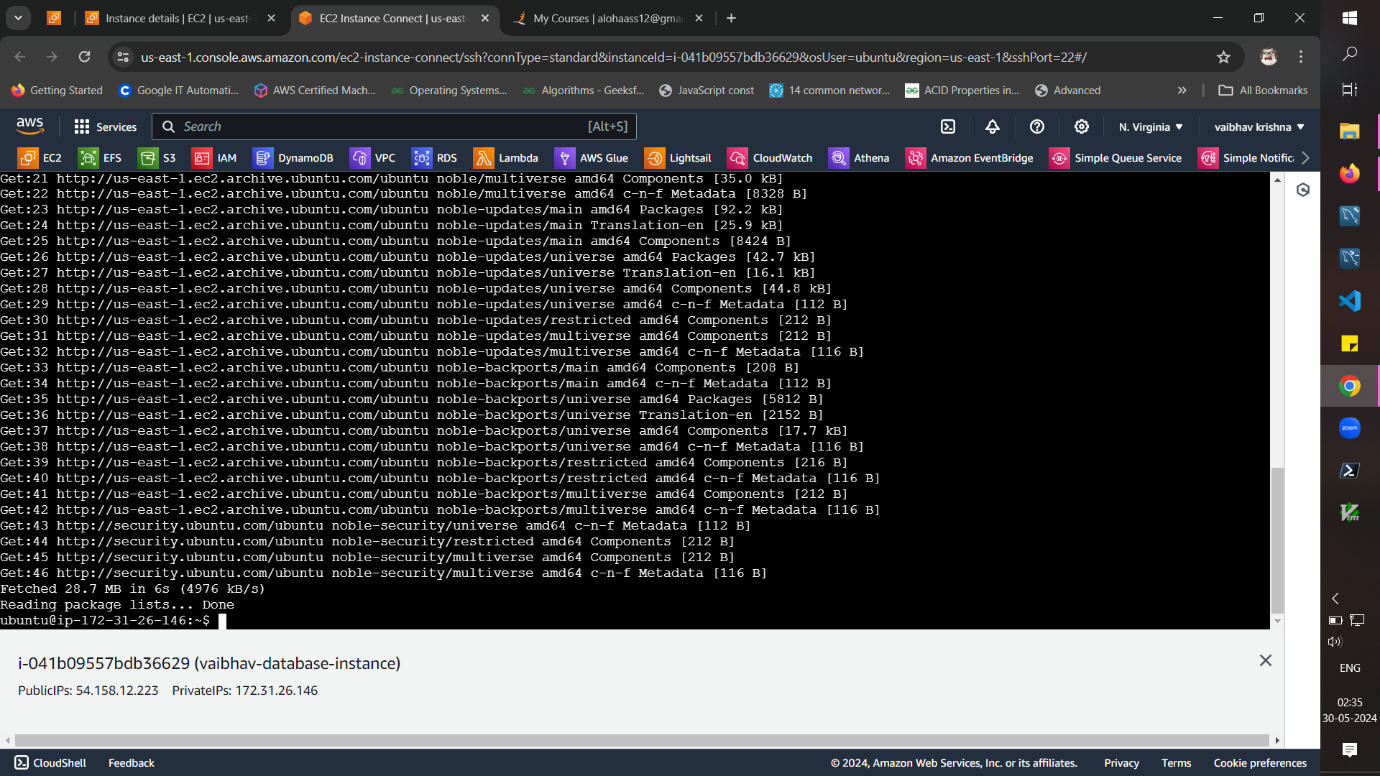 Instance details | EC2 | us-east-1
EC2 Instance Connect | us-east-
My Courses | alohaass12@gma
us-east-1.console.aws.amazon.com/ec2-instance-connect/ssh?connType=standard&instanceId=i-041b09557bdb36629&osUser=ubuntu&region=us-east-1&sshPort=22#/
Getting Started Google IT Automati... AWS Certified Mach... Operating Systems... Algorithms - Geeksf... JavaScript const 14 common networ... ACID Properties in... Advanced » All Bookmarks
aws Services Search [Alt+S] N. Virginia vaibhav krishna
EC2 EFS S3 IAM DynamoDB VPC RDS Lambda AWS Glue Lightsail CloudWatch Athena Amazon EventBridge Simple Queue Service Simple Notific
Get:21 http://us-east-1.ec2.archive.ubuntu.com/ubuntu noble/multiverse amd64 Components [35.0 kB]
Get:22 http://us-east-1.ec2.archive.ubuntu.com/ubuntu noble/multiverse amd64 c-n-f Metadata [8328 B]
Get:23 http://us-east-1.ec2.archive.ubuntu.com/ubuntu noble-updates/main amd64 Packages [92.2 kB]
Get:24 http://us-east-1.ec2.archive.ubuntu.com/ubuntu noble-updates/main Translation-en [25.9 kB]
Get:25 http://us-east-1.ec2.archive.ubuntu.com/ubuntu noble-updates/main amd64 Components [8424 B]
Get:26 http://us-east-1.ec2.archive.ubuntu.com/ubuntu noble-updates/universe amd64 Packages [42.7 kB]
Get:27 http://us-east-1.ec2.archive.ubuntu.com/ubuntu noble-updates/universe Translation-en [16.1 kB]
Get:28 http://us-east-1.ec2.archive.ubuntu.com/ubuntu noble-updates/universe amd64 Components [44.8 kB]
Get:29 http://us-east-1.ec2.archive.ubuntu.com/ubuntu noble-updates/universe amd64 c-n-f Metadata [112 B]
Get:30 http://us-east-1.ec2.archive.ubuntu.com/ubuntu noble-updates/restricted amd64 Components [212 B]
Get:31 http://us-east-1.ec2.archive.ubuntu.com/ubuntu noble-updates/multiverse amd64 Components [212 B]
Get:32 http://us-east-1.ec2.archive.ubuntu.com/ubuntu noble-updates/multiverse amd64 c-n-f Metadata [116 B]
Get:33 http://us-east-1.ec2.archive.ubuntu.com/ubuntu noble-backports/main amd64 Components [208 B]
Get:34 http://us-east-1.ec2.archive.ubuntu.com/ubuntu noble-backports/main amd64 c-n-f Metadata [112 B]
Get:35 http://us-east-1.ec2.archive.ubuntu.com/ubuntu noble-backports/universe amd64 Packages [5812 B]
Get:36 http://us-east-1.ec2.archive.ubuntu.com/ubuntu noble-backports/universe Translation-en [2152 B]
Get:37 http://us-east-1.ec2.archive.ubuntu.com/ubuntu noble-backports/universe amd64 Components [17.7 kB]
Get:38 http://us-east-1.ec2.archive.ubuntu.com/ubuntu noble-backports/universe amd64 c-n-f Metadata [116 B]
Get:39 http://us-east-1.ec2.archive.ubuntu.com/ubuntu noble-backports/restricted amd64 Components [216 B]
Get:40 http://us-east-1.ec2.archive.ubuntu.com/ubuntu noble-backports/restricted amd64 c-n-f Metadata [116 B]
Get:41 http://us-east-1.ec2.archive.ubuntu.com/ubuntu noble-backports/multiverse amd64 Components [212 B]
Get:42 http://us-east-1.ec2.archive.ubuntu.com/ubuntu noble-backports/multiverse amd64 c-n-f Metadata [116 B]
Get:43 http://security.ubuntu.com/ubuntu noble-security/universe amd64 c-n-f Metadata [112 B]
Get:44 http://security.ubuntu.com/ubuntu noble-security/restricted amd64 Components [212 B]
Get:45 http://security.ubuntu.com/ubuntu noble-security/multiverse amd64 Components [212 B]
Get:46 http://security.ubuntu.com/ubuntu noble-security/multiverse amd64 c-n-f Metadata [116 B]
Fetched 28.7 MB in 6s (4976 kB/s)
Reading package lists... Done
ubuntu@ip-172-31-26-146:~$
i-041b09557bdb36629 (vaibhav-database-instance)
PublicIPs: 54.158.12.223 PrivateIPs: 172.31.26.146
CloudShell Feedback © 2024, Amazon Web Services, Inc. or its affiliates. Privacy Terms Cookie preferences
zoom
ENG
02:35
30-05-2024